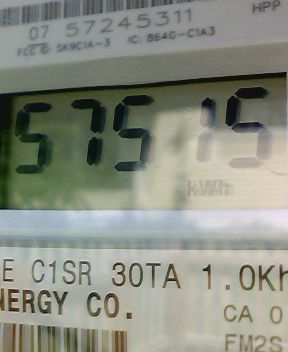 HPP
07 57245311
FCC ID: SK9C1A-3 IC: 864G-C1A3
57515
kWh
E C1SR 30TA 1.0Kh
NERGY CO.
CA 0
FM2S